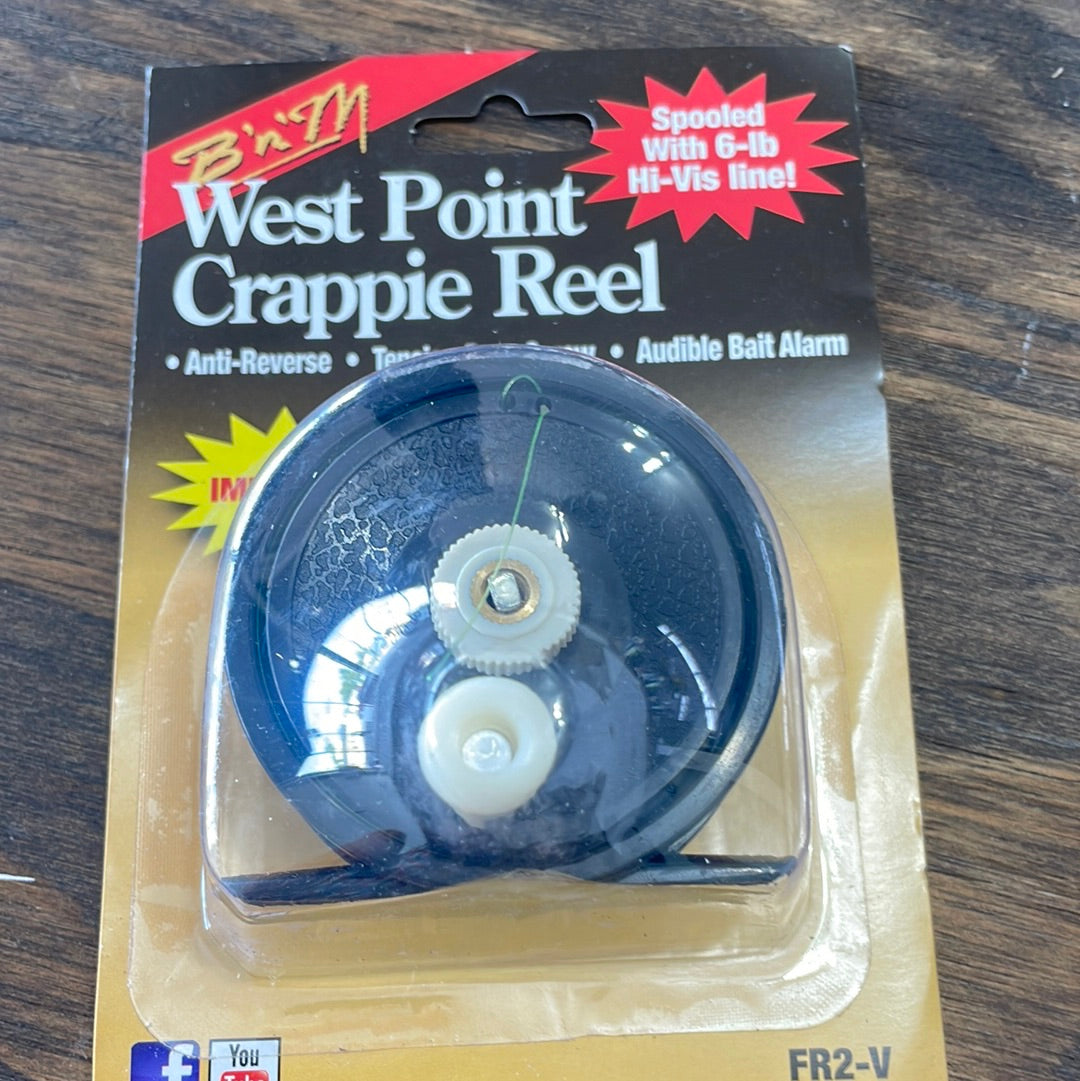 B'n'M
Spooled
With 6-lb
Hi-Vis line!
West Point
Crappie Reel
• Anti-Reverse • • Audible Bait Alarm
f
You
FR2-V